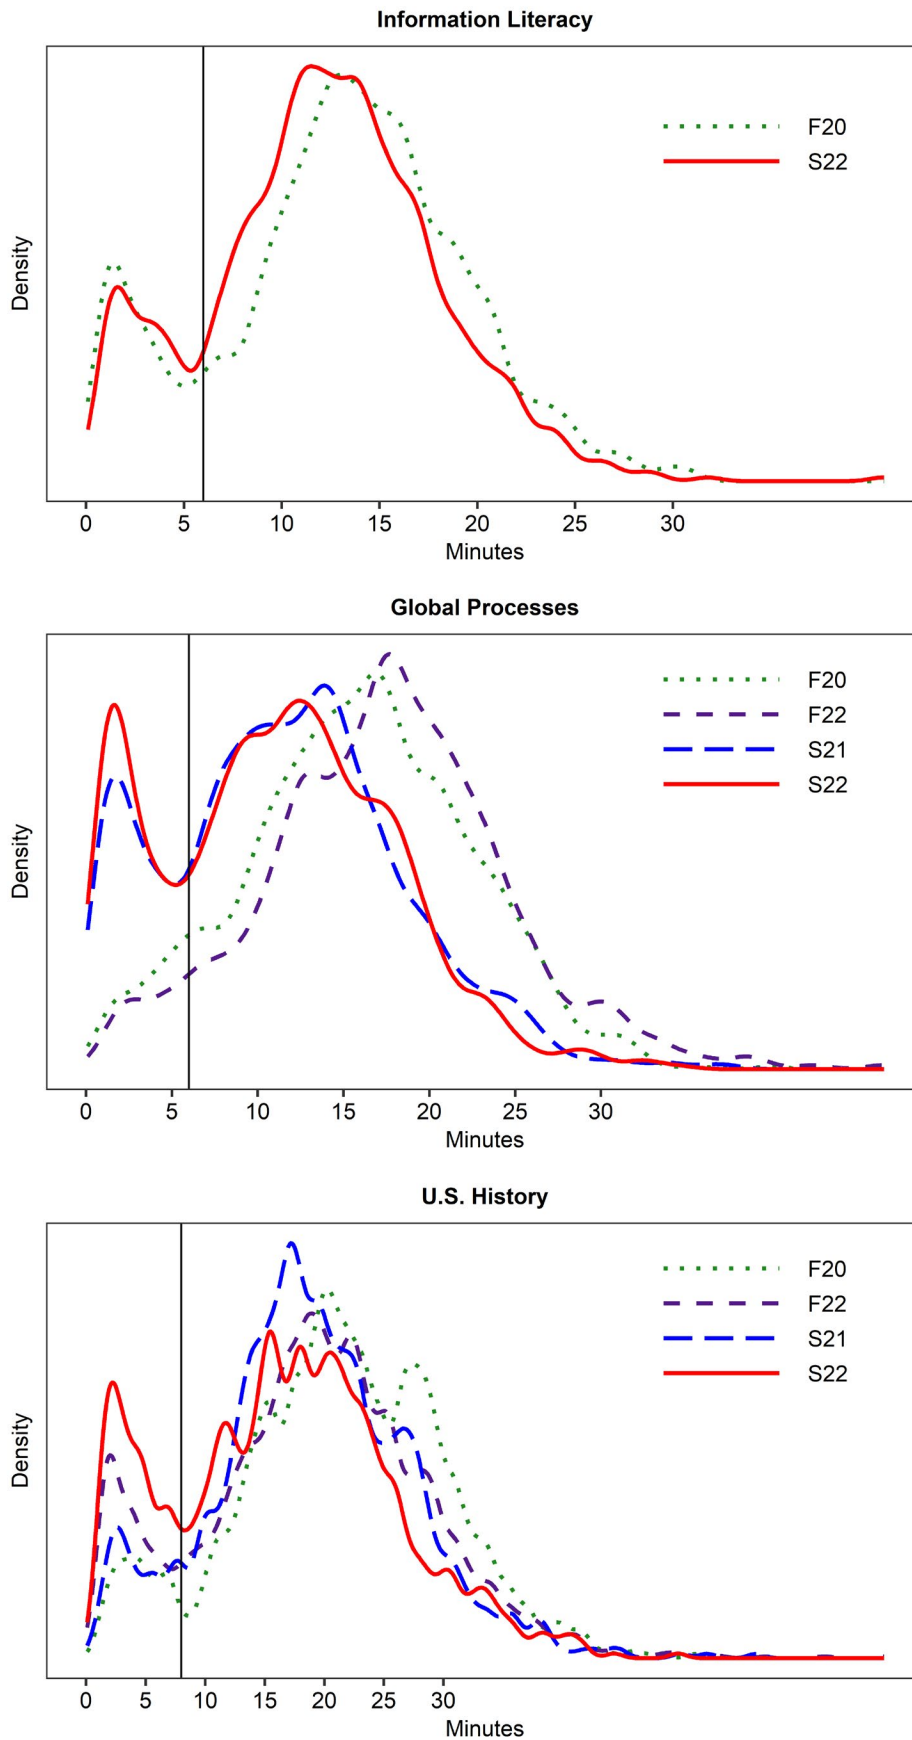 Information Literacy
F20
S22
Density
0 5 10 15 20 25 30
Minutes
Global Processes
F20
F22
S21
S22
Density
0 5 10 15 20 25 30
Minutes
U.S. History
F20
F22
S21
S22
Density
0 5 10 15 20 25 30
Minutes